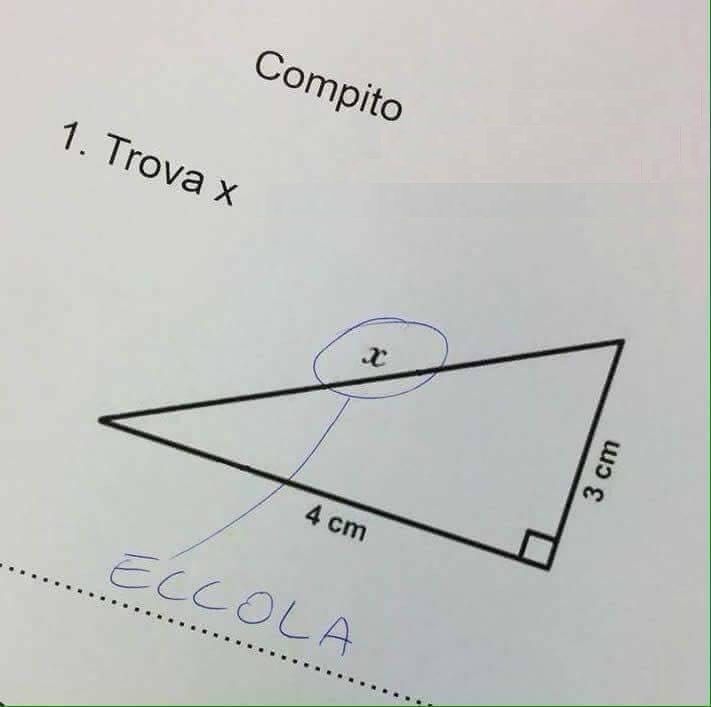 Compito
1. Trova x
x
3 cm
4 cm
ECCOLA